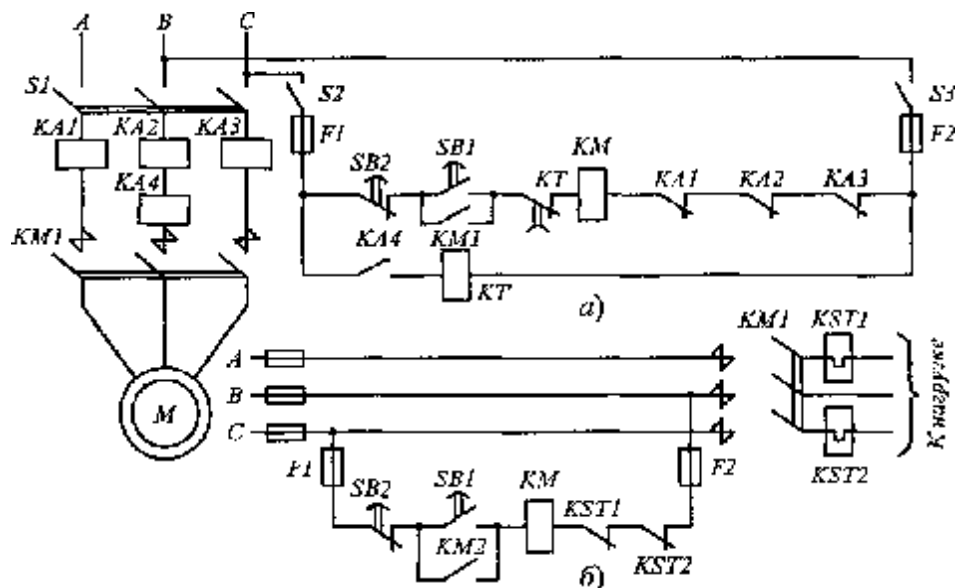 A B C
S1
S2
S3
KA1 KA2 KA3
F1
F2
KA4
SB2
SB1
KT
KM
KA1
KA2
KA3
KM1
KA4
KM1
KT
а)
M
A
B
C
KM1
KST1
KST2
К нагрузке
F1
F2
SB2
SB1
KM
KST1
KM2
KST2
б)